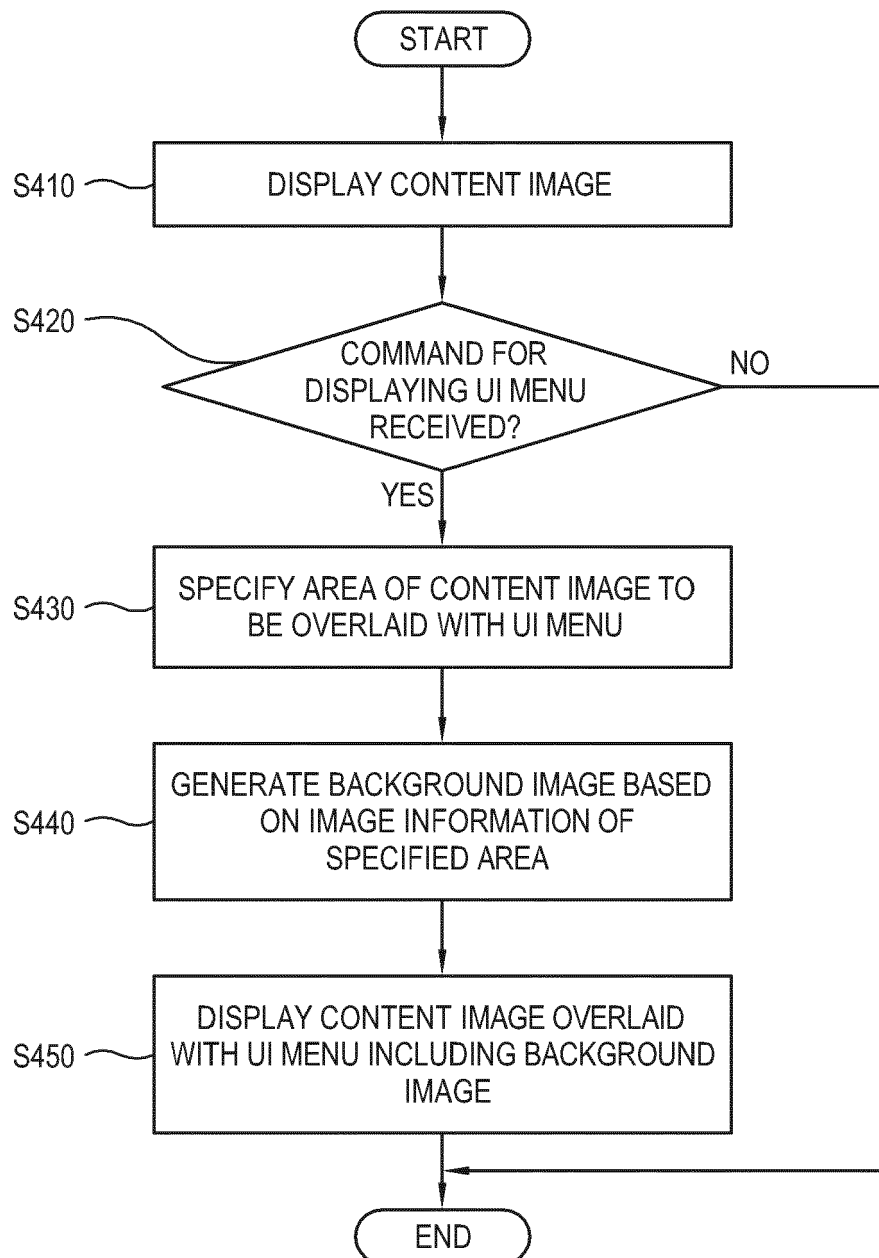 START
S410
DISPLAY CONTENT IMAGE
S420
COMMAND FOR
DISPLAYING UI MENU
RECEIVED?
NO
YES
S430
SPECIFY AREA OF CONTENT IMAGE TO
BE OVERLAID WITH UI MENU
S440
GENERATE BACKGROUND IMAGE BASED
ON IMAGE INFORMATION OF
SPECIFIED AREA
S450
DISPLAY CONTENT IMAGE OVERLAID
WITH UI MENU INCLUDING BACKGROUND
IMAGE
END